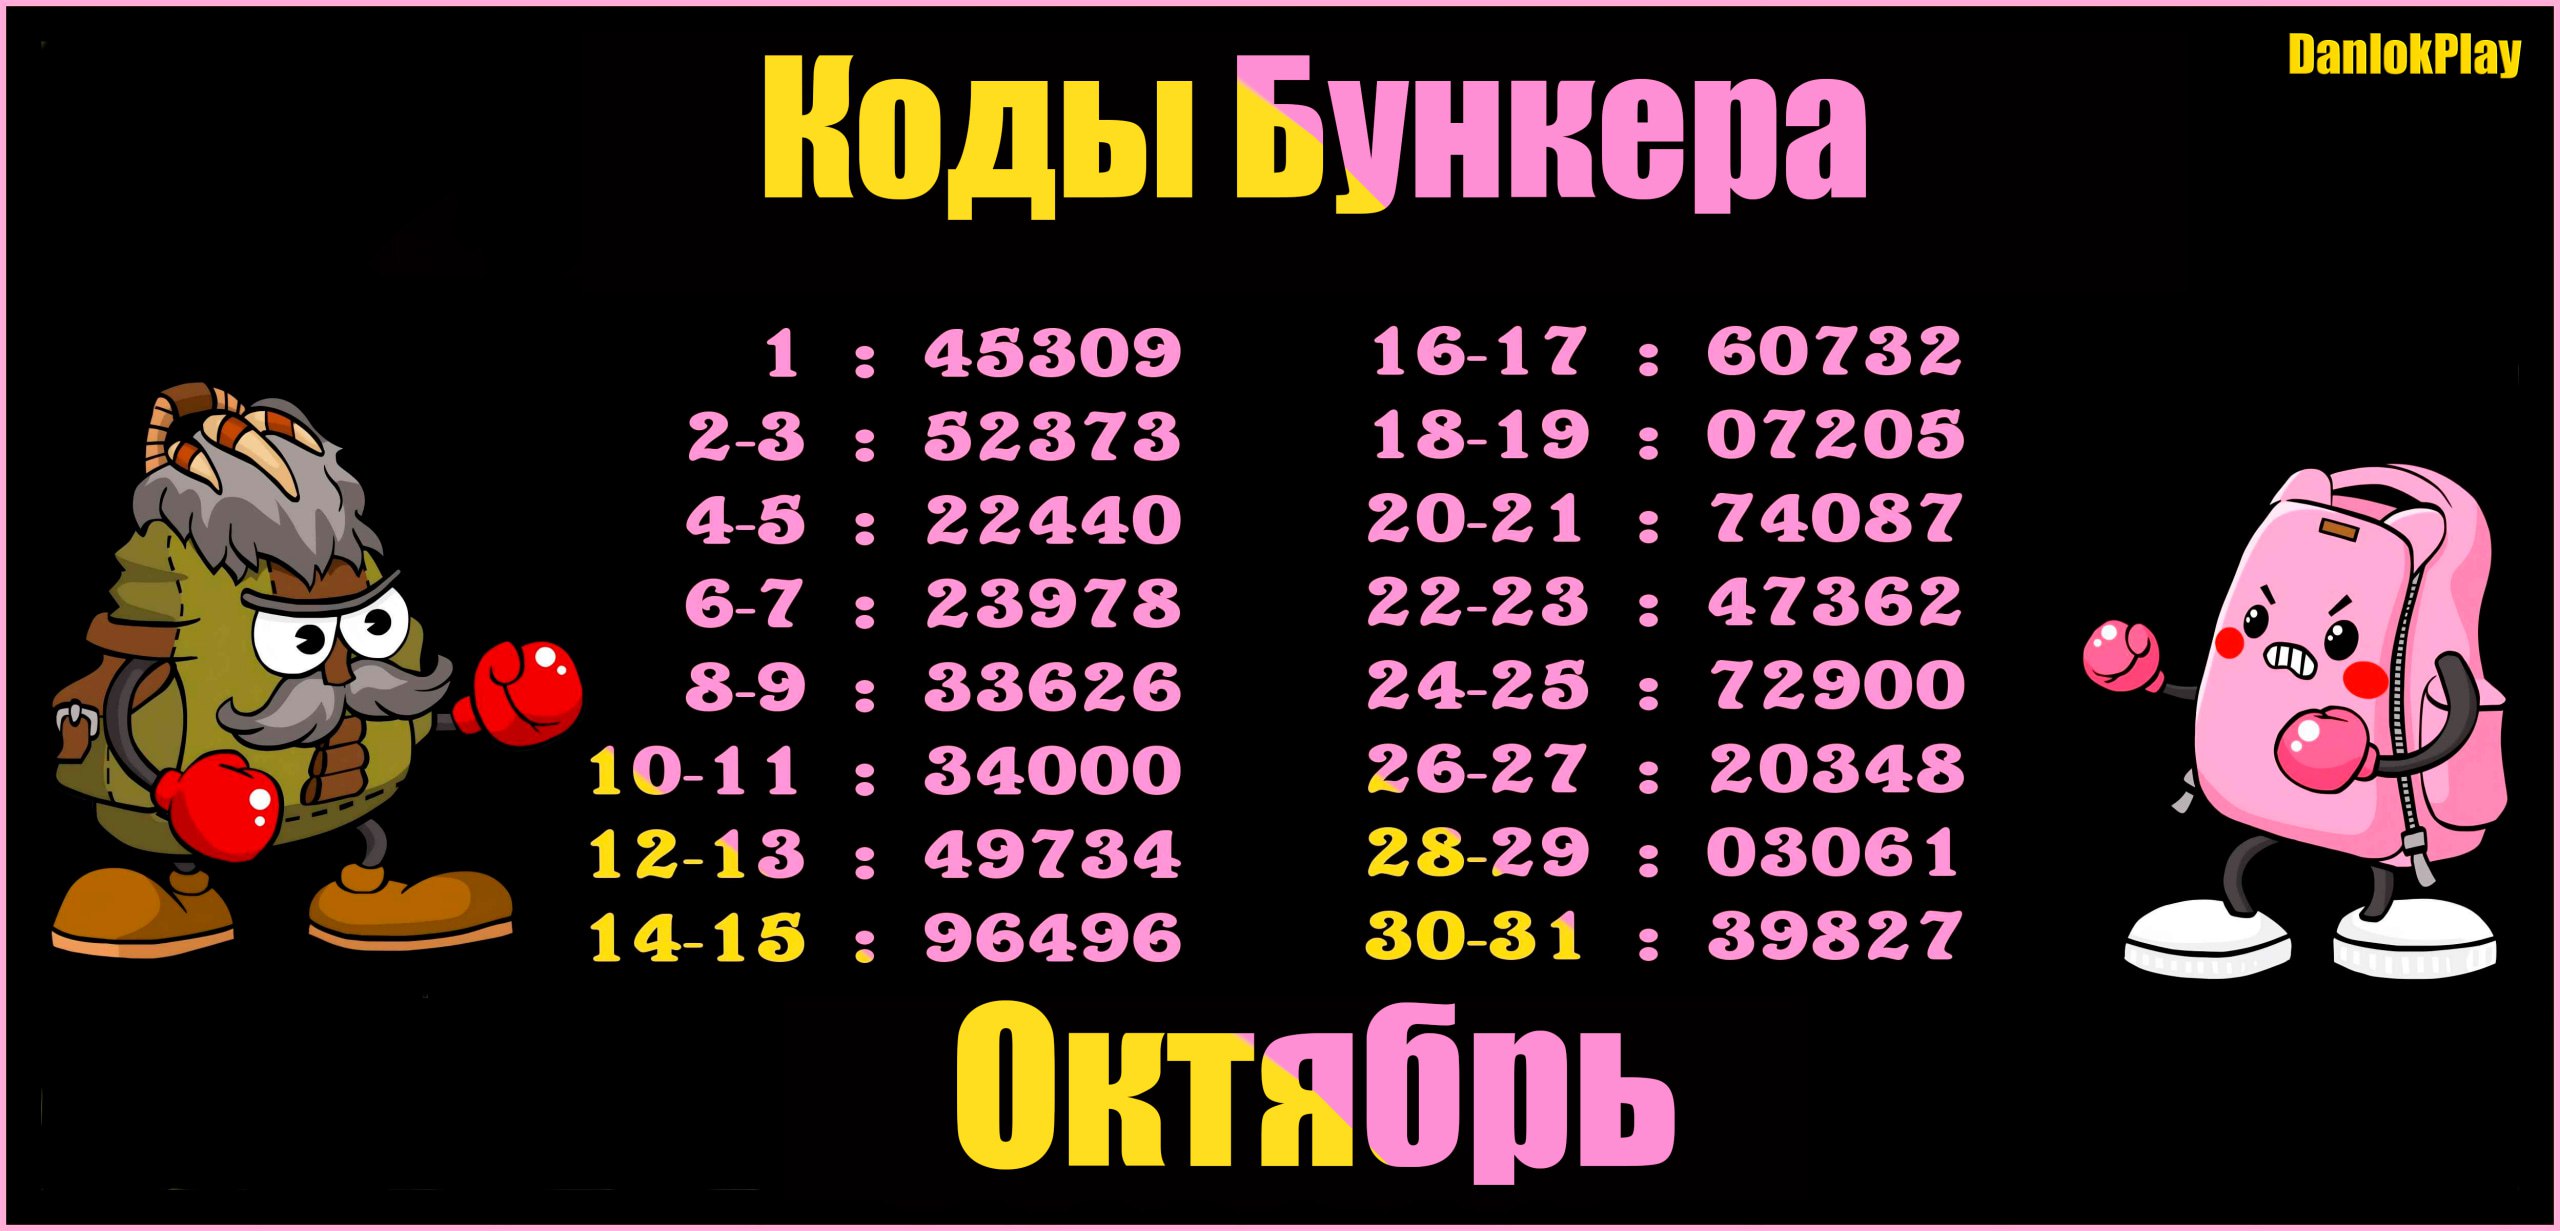 DanlokPlay
Коды Бункера
1 : 45309
2-3 : 52373
4-5 : 22440
6-7 : 23978
8-9 : 33626
10-11 : 34000
12-13 : 49734
14-15 : 96496
16-17 : 60732
18-19 : 07205
20-21 : 74087
22-23 : 47362
24-25 : 72900
26-27 : 20348
28-29 : 03061
30-31 : 39827
Октябрь